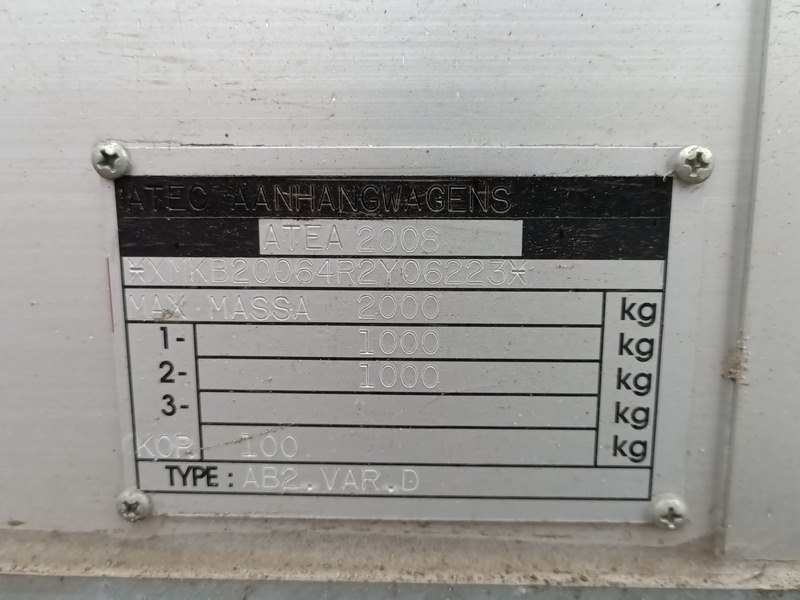 ATEC AANHANGWAGENS
ATEA 2008
*XMKB20064R2Y06223*
MAX MASSA 2000 kg
1- 1000 kg
2- 1000 kg
3- kg
KOP 100 kg
TYPE: AB2.VAR.D